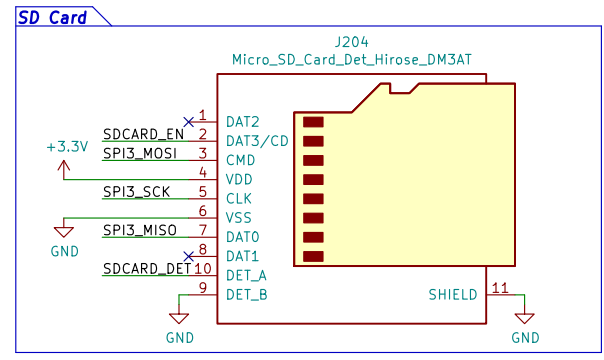 SD Card
J204
Micro_SD_Card_Det_Hirose_DM3AT
1 DAT2
SDCARD_EN 2 DAT3/CD
+3.3V
SPI3_MOSI 3 CMD
4 VDD
SPI3_SCK 5 CLK
6 VSS
GND
SPI3_MISO 7 DAT0
8 DAT1
SDCARD_DET 10 DET_A
9 DET_B
SHIELD 11
GND
GND